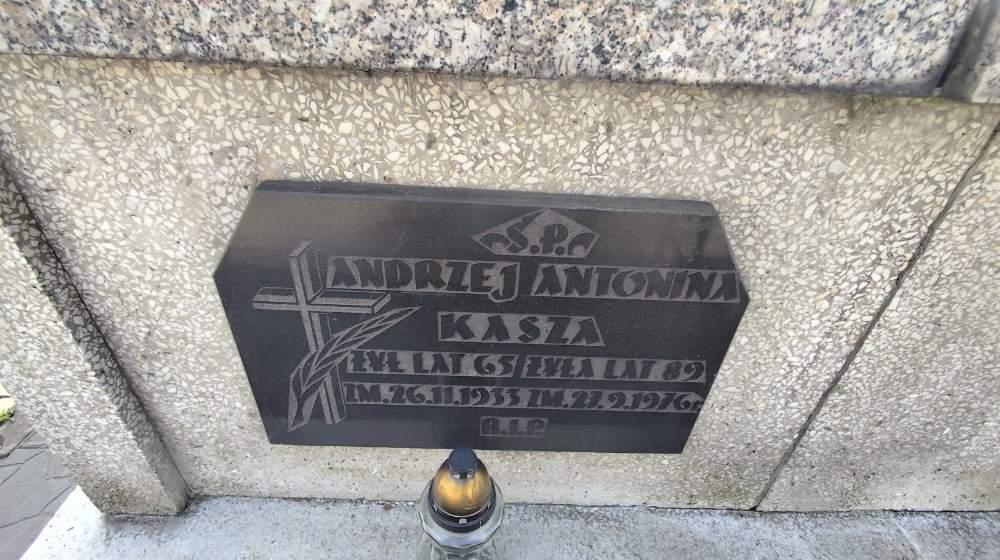 Ś.P.
ANDRZEJ ANTONINA
KASZA
ŻYŁ LAT 65 ŻYŁA LAT 89
ZM. 26.11.1933 ZM. 27.9.1976r.
R.I.P.